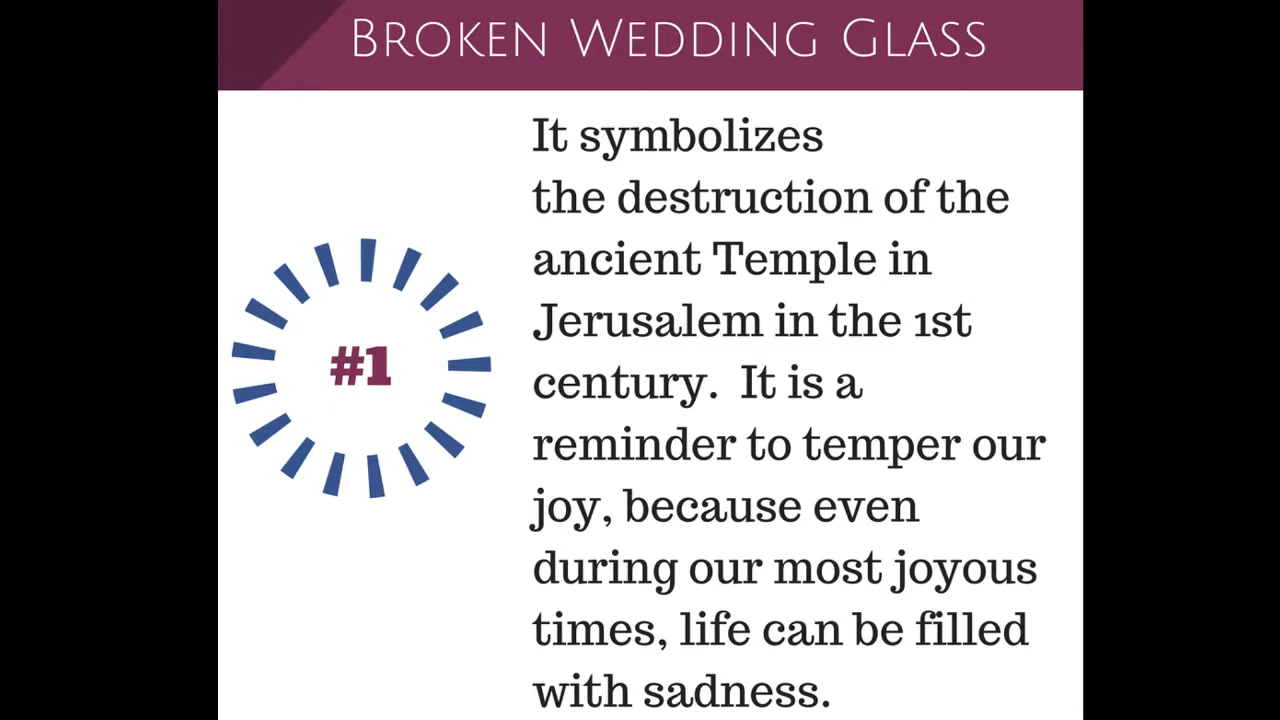 BROKEN WEDDING GLASS
#1
It symbolizes
the destruction of the
ancient Temple in
Jerusalem in the 1st
century.  It is a
reminder to temper our
joy, because even
during our most joyous
times, life can be filled
with sadness.